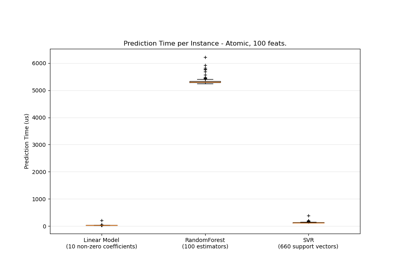 Prediction Time per Instance - Atomic, 100 feats.
Prediction Time (us)
6000
5000
4000
3000
2000
1000
0
Linear Model
(10 non-zero coefficients)
RandomForest
(100 estimators)
SVR
(660 support vectors)